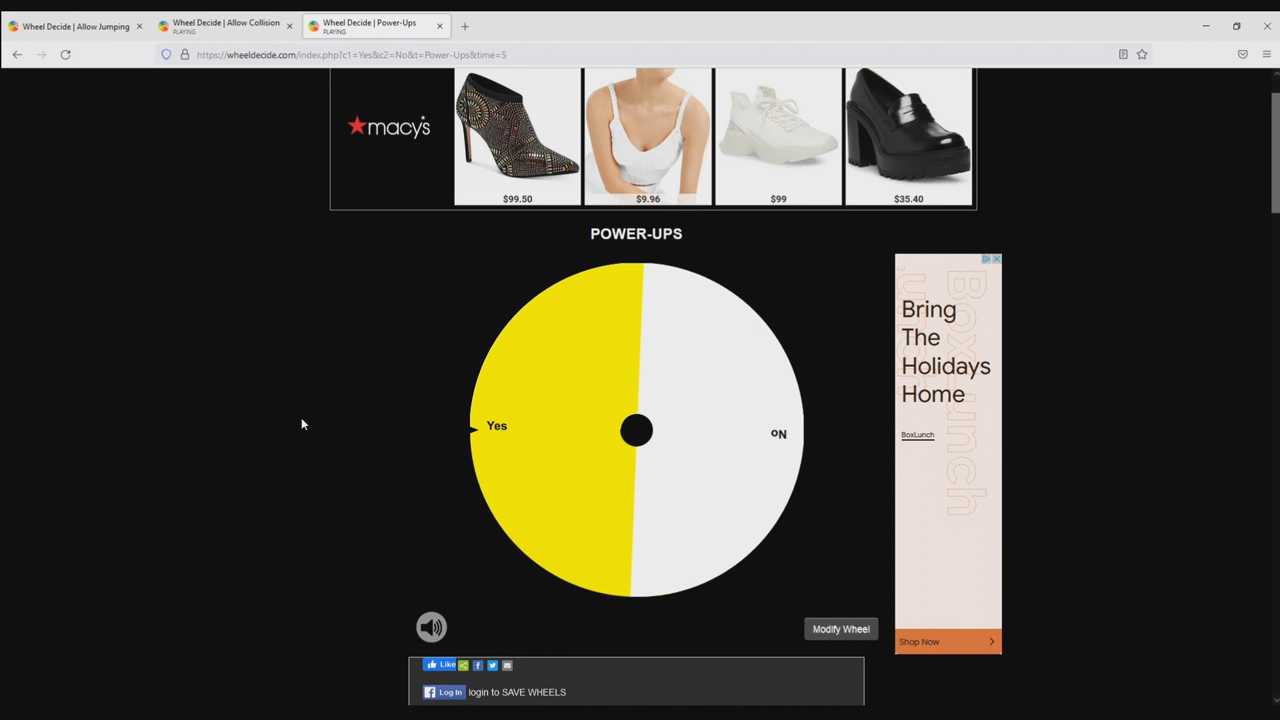 Wheel Decide | Allow Jumping
Wheel Decide | Allow Collision
PLAYING
Wheel Decide | Power-Ups
PLAYING
https://wheeldecide.com/index.php?c1=Yes&c2=No&t=Power-Ups&time=5
macy's
$99.50
$9.96
$99
$35.40
POWER-UPS
Yes
No
Bring
The
Holidays
Home
BoxLunch
BoxLunch
Shop Now
Modify Wheel
Like
Log In
login to SAVE WHEELS